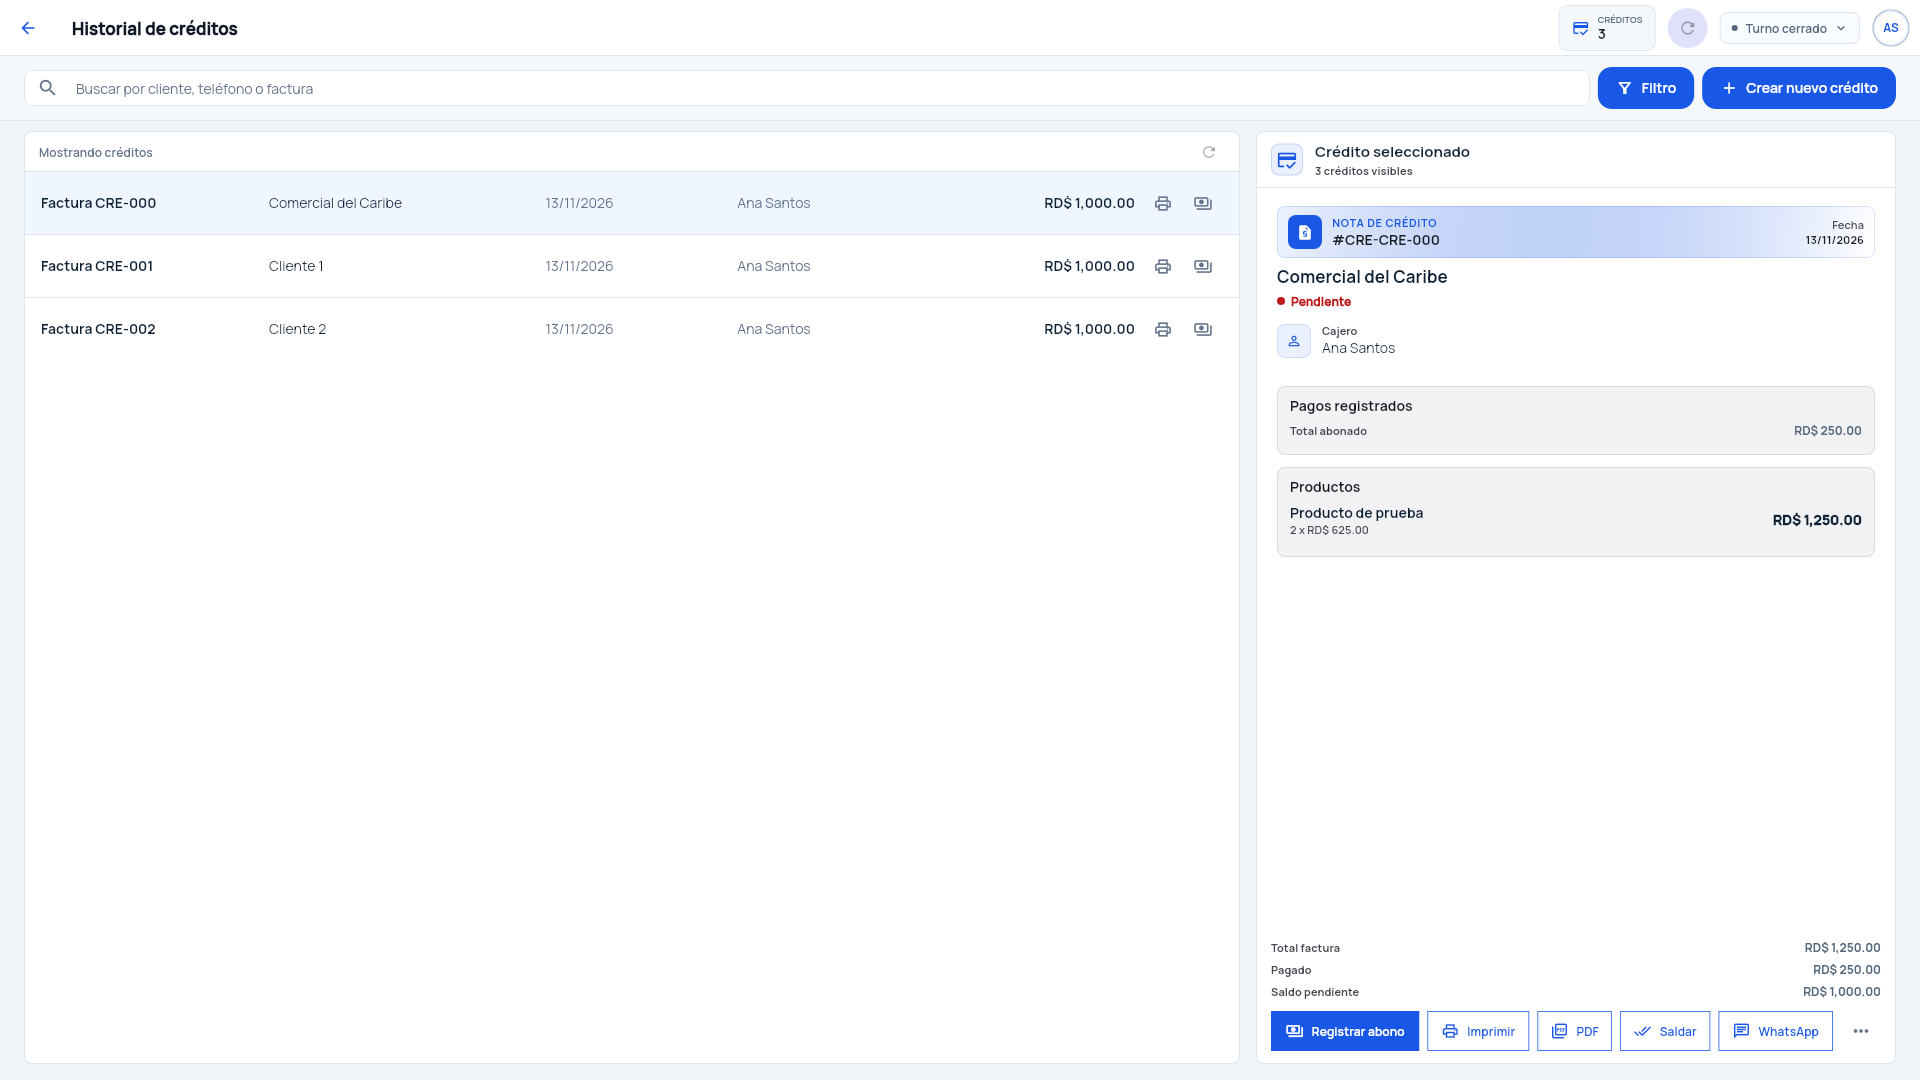 Historial de créditos
CRÉDITOS
3
Turno cerrado
AS
Buscar por cliente, teléfono o factura
Filtro
Crear nuevo crédito
Mostrando créditos
Factura CRE-000 Comercial del Caribe 13/11/2026 Ana Santos RD$ 1,000.00
Factura CRE-001 Cliente 1 13/11/2026 Ana Santos RD$ 1,000.00
Factura CRE-002 Cliente 2 13/11/2026 Ana Santos RD$ 1,000.00
Crédito seleccionado
3 créditos visibles
NOTA DE CRÉDITO
#CRE-CRE-000
Fecha
13/11/2026
Comercial del Caribe
Pendiente
Cajero
Ana Santos
Pagos registrados
Total abonado RD$ 250.00
Productos
Producto de prueba
2 x RD$ 625.00
RD$ 1,250.00
Total factura RD$ 1,250.00
Pagado RD$ 250.00
Saldo pendiente RD$ 1,000.00
Registrar abono
Imprimir
PDF
Saldar
WhatsApp